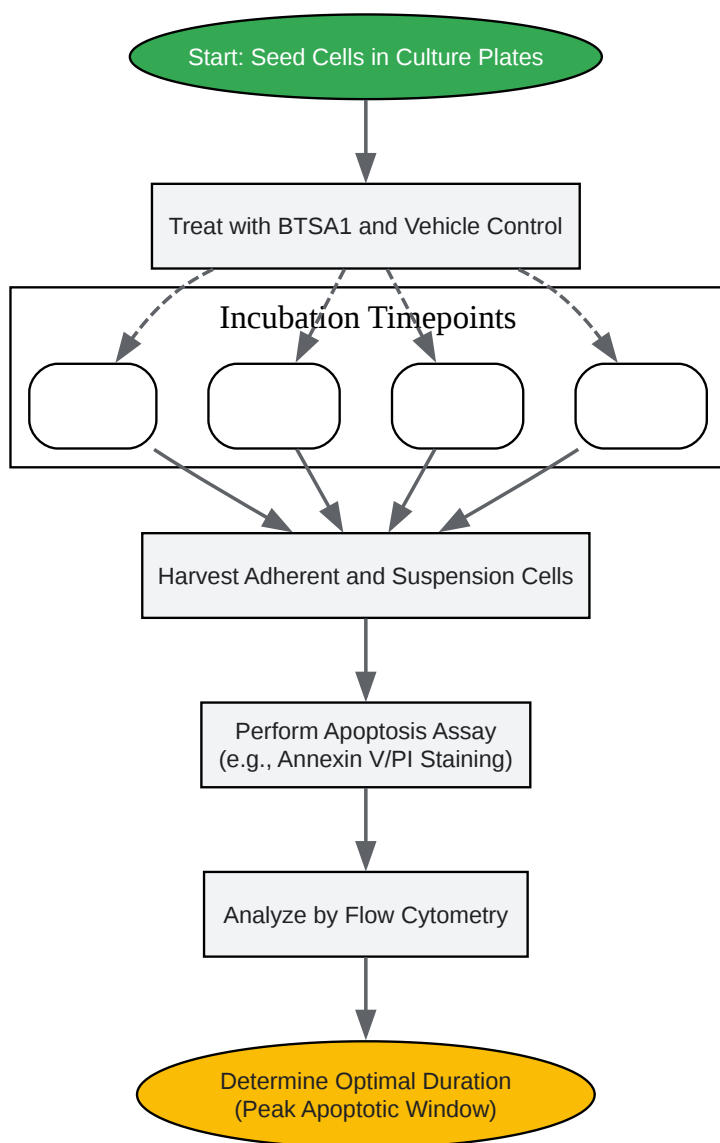 Start: Seed Cells in Culture Plates
Treat with BTSA1 and Vehicle Control
Incubation Timepoints
Harvest Adherent and Suspension Cells
Perform Apoptosis Assay
(e.g., Annexin V/PI Staining)
Analyze by Flow Cytometry
Determine Optimal Duration
(Peak Apoptotic Window)